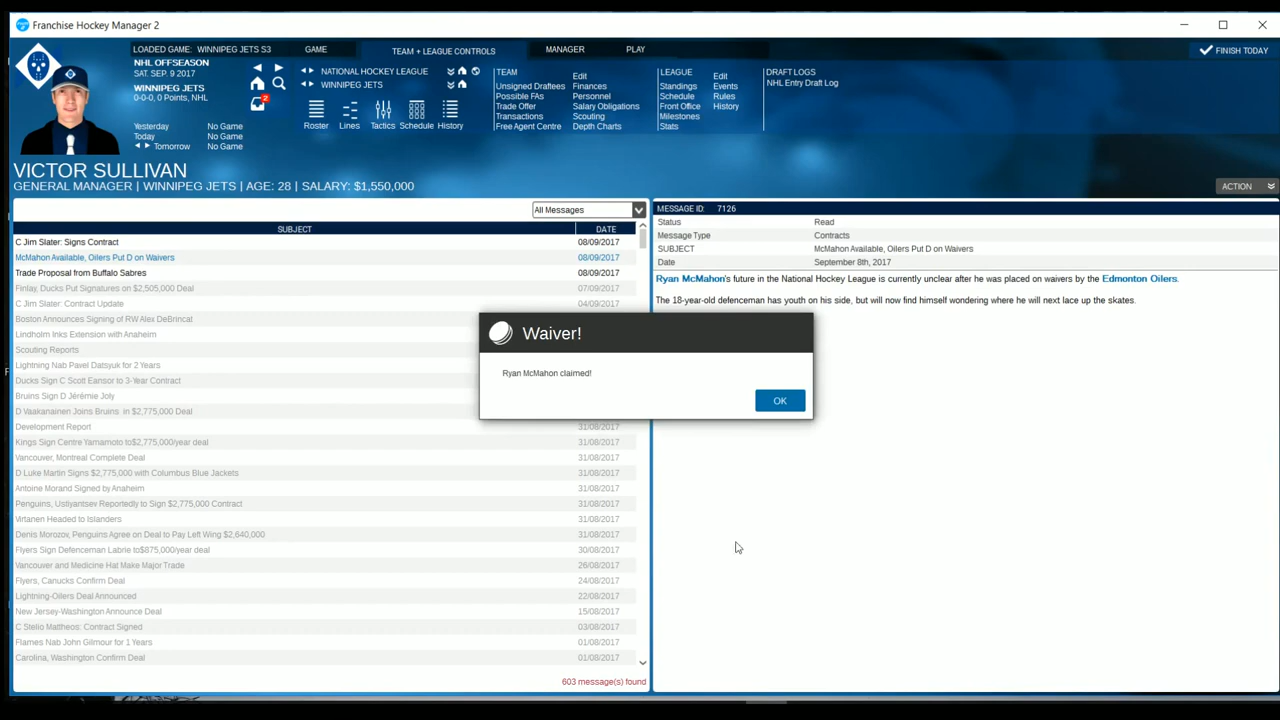 Franchise Hockey Manager 2
LOADED GAME: WINNIPEG JETS S3
GAME
TEAM + LEAGUE CONTROLS
MANAGER
PLAY
FINISH TODAY
NHL OFFSEASON
SAT. SEP. 9 2017
WINNIPEG JETS
0-0-0, 0 Points, NHL
2
Yesterday No Game
Today No Game
Tomorrow No Game
NATIONAL HOCKEY LEAGUE
WINNIPEG JETS
Roster Lines Tactics Schedule History
TEAM
Unsigned Draftees
Possible FAs
Trade Offer
Transactions
Free Agent Centre
Edit
Finances
Personnel
Salary Obligations
Scouting
Depth Charts
LEAGUE
Standings
Schedule
Front Office
Milestones
Stats
Edit
Events
Rules
History
DRAFT LOGS
NHL Entry Draft Log
VICTOR SULLIVAN
GENERAL MANAGER | WINNIPEG JETS | AGE: 28 | SALARY: $1,550,000
ACTION
All Messages
SUBJECT DATE
C Jim Slater: Signs Contract 08/09/2017
McMahon Available, Oilers Put D on Waivers 08/09/2017
Trade Proposal from Buffalo Sabres 08/09/2017
Finlay, Ducks Put Signatures on $2,505,000 Deal 07/09/2017
C Jim Slater: Contract Update 04/09/2017
Boston Announces Signing of RW Alex DeBrincat
Lindholm Inks Extension with Anaheim
Scouting Reports
Lightning Nab Pavel Datsyuk for 2 Years
Ducks Sign C Scott Eansor to 3-Year Contract
Bruins Sign D Jérémie Joly
D Vaakanainen Joins Bruins in $2,775,000 Deal
Development Report 31/08/2017
Kings Sign Centre Yamamoto to$2,775,000/year deal 31/08/2017
Vancouver, Montreal Complete Deal 31/08/2017
D Luke Martin Signs $2,775,000 with Columbus Blue Jackets 31/08/2017
Antoine Morand Signed by Anaheim 31/08/2017
Penguins, Ustiyantsev Reportedly to Sign $2,775,000 Contract 31/08/2017
Virtanen Headed to Islanders 31/08/2017
Denis Morozov, Penguins Agree on Deal to Pay Left Wing $2,640,000 31/08/2017
Flyers Sign Defenceman Labrie to$875,000/year deal 30/08/2017
Vancouver and Medicine Hat Make Major Trade 26/08/2017
Flyers, Canucks Confirm Deal 24/08/2017
Lightning-Oilers Deal Announced 22/08/2017
New Jersey-Washington Announce Deal 15/08/2017
C Stelio Mattheos: Contract Signed 03/08/2017
Flames Nab John Gilmour for 1 Years 01/08/2017
Carolina, Washington Confirm Deal 01/08/2017
603 message(s) found
MESSAGE ID: 7126
Status Read
Message Type Contracts
SUBJECT McMahon Available, Oilers Put D on Waivers
Date September 8th, 2017
Ryan McMahon's future in the National Hockey League is currently unclear after he was placed on waivers by the Edmonton Oilers.
The 18-year-old defenceman has youth on his side, but will now find himself wondering where he will next lace up the skates.
Waiver!
Ryan McMahon claimed!
OK